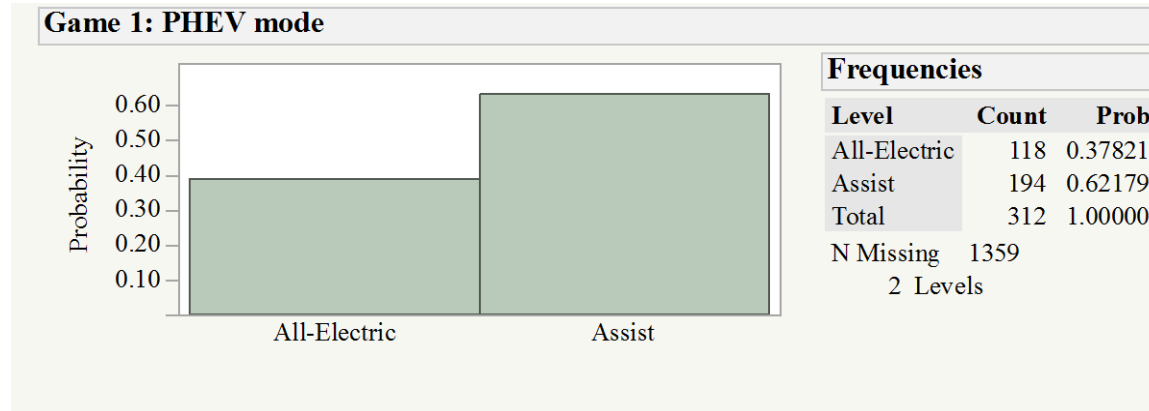 Game 1: PHEV mode
Probability
0.60
0.50
0.40
0.30
0.20
0.10
All-Electric Assist
Frequencies
Level Count Prob
All-Electric 118 0.37821
Assist 194 0.62179
Total 312 1.00000
N Missing 1359
2 Levels